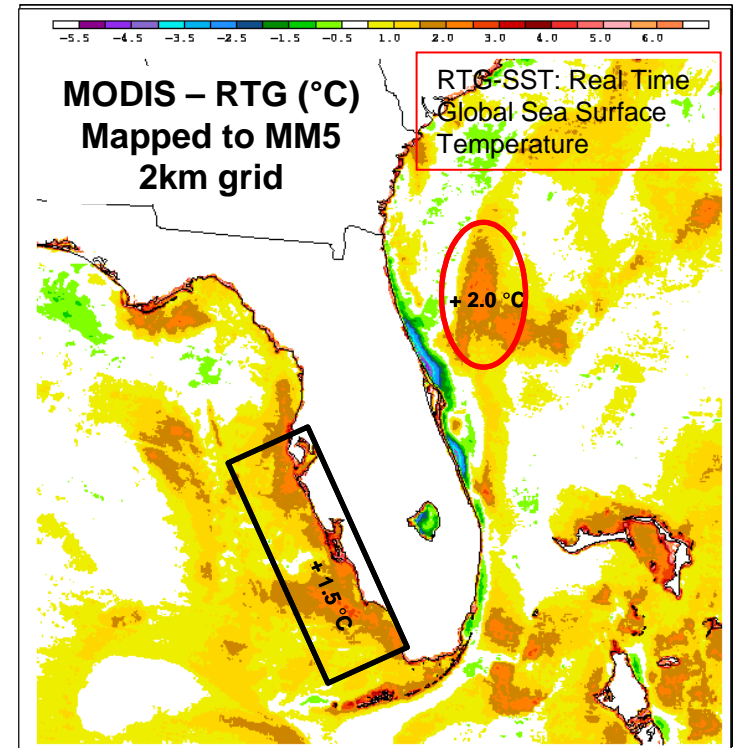 -5.5 -4.5 -3.5 -2.5 -1.5 -0.5 1.0 2.0 3.0 4.0 5.0 6.0
MODIS – RTG (°C)
Mapped to MM5
2km grid
RTG-SST: Real Time
Global Sea Surface
Temperature
+ 2.0 °C
+ 1.5 °C